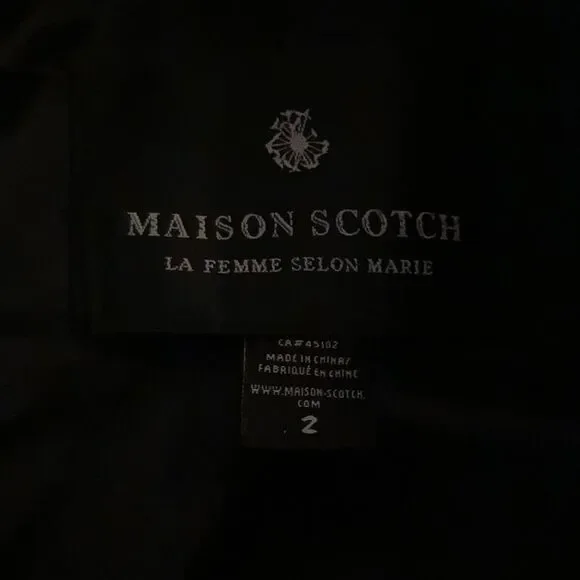 MAISON SCOTCH
LA FEMME SELON MARIE
CA#45102
MADE IN CHINA
FABRIQUÉ EN CHINE
WWW.MAISON-SCOTCH.
COM
2